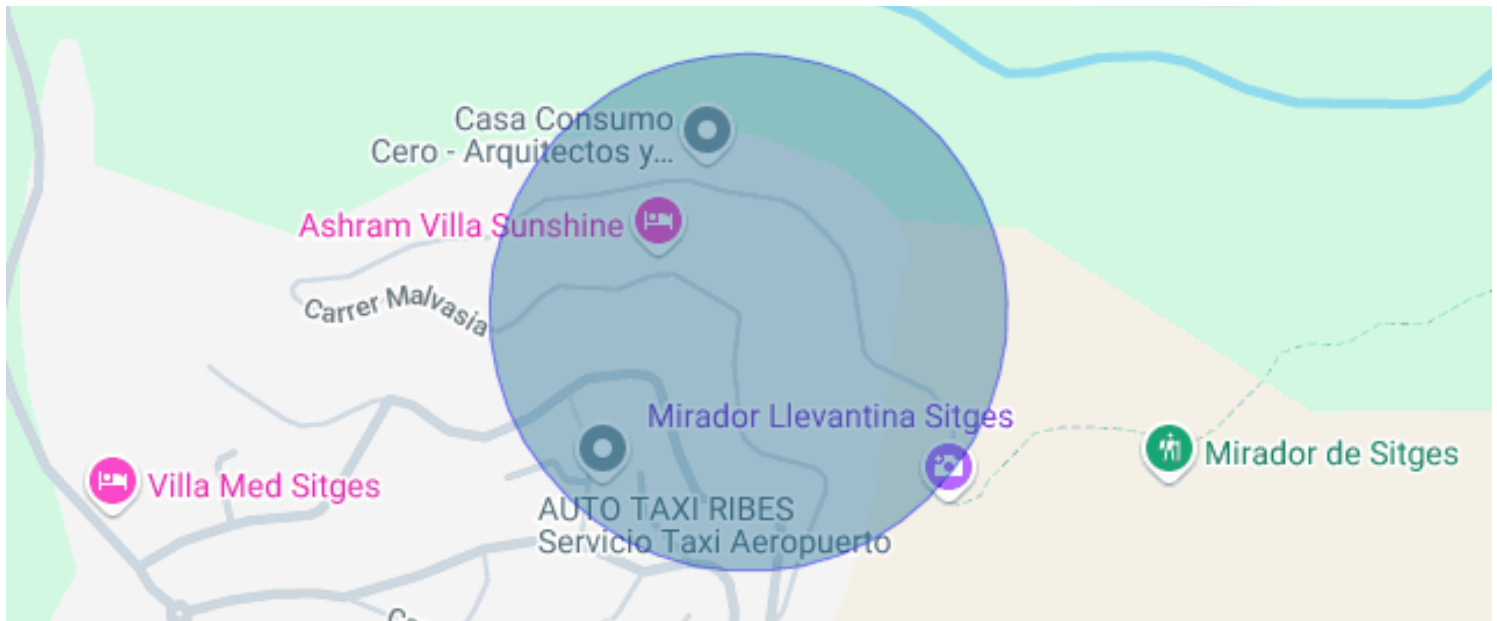 Casa Consumo
Cero - Arquitectos y...
Ashram Villa Sunshine
Carrer Malvasia
Mirador Llevantina Sitges
Mirador de Sitges
Villa Med Sitges
AUTO TAXI RIBES
Servicio Taxi Aeropuerto